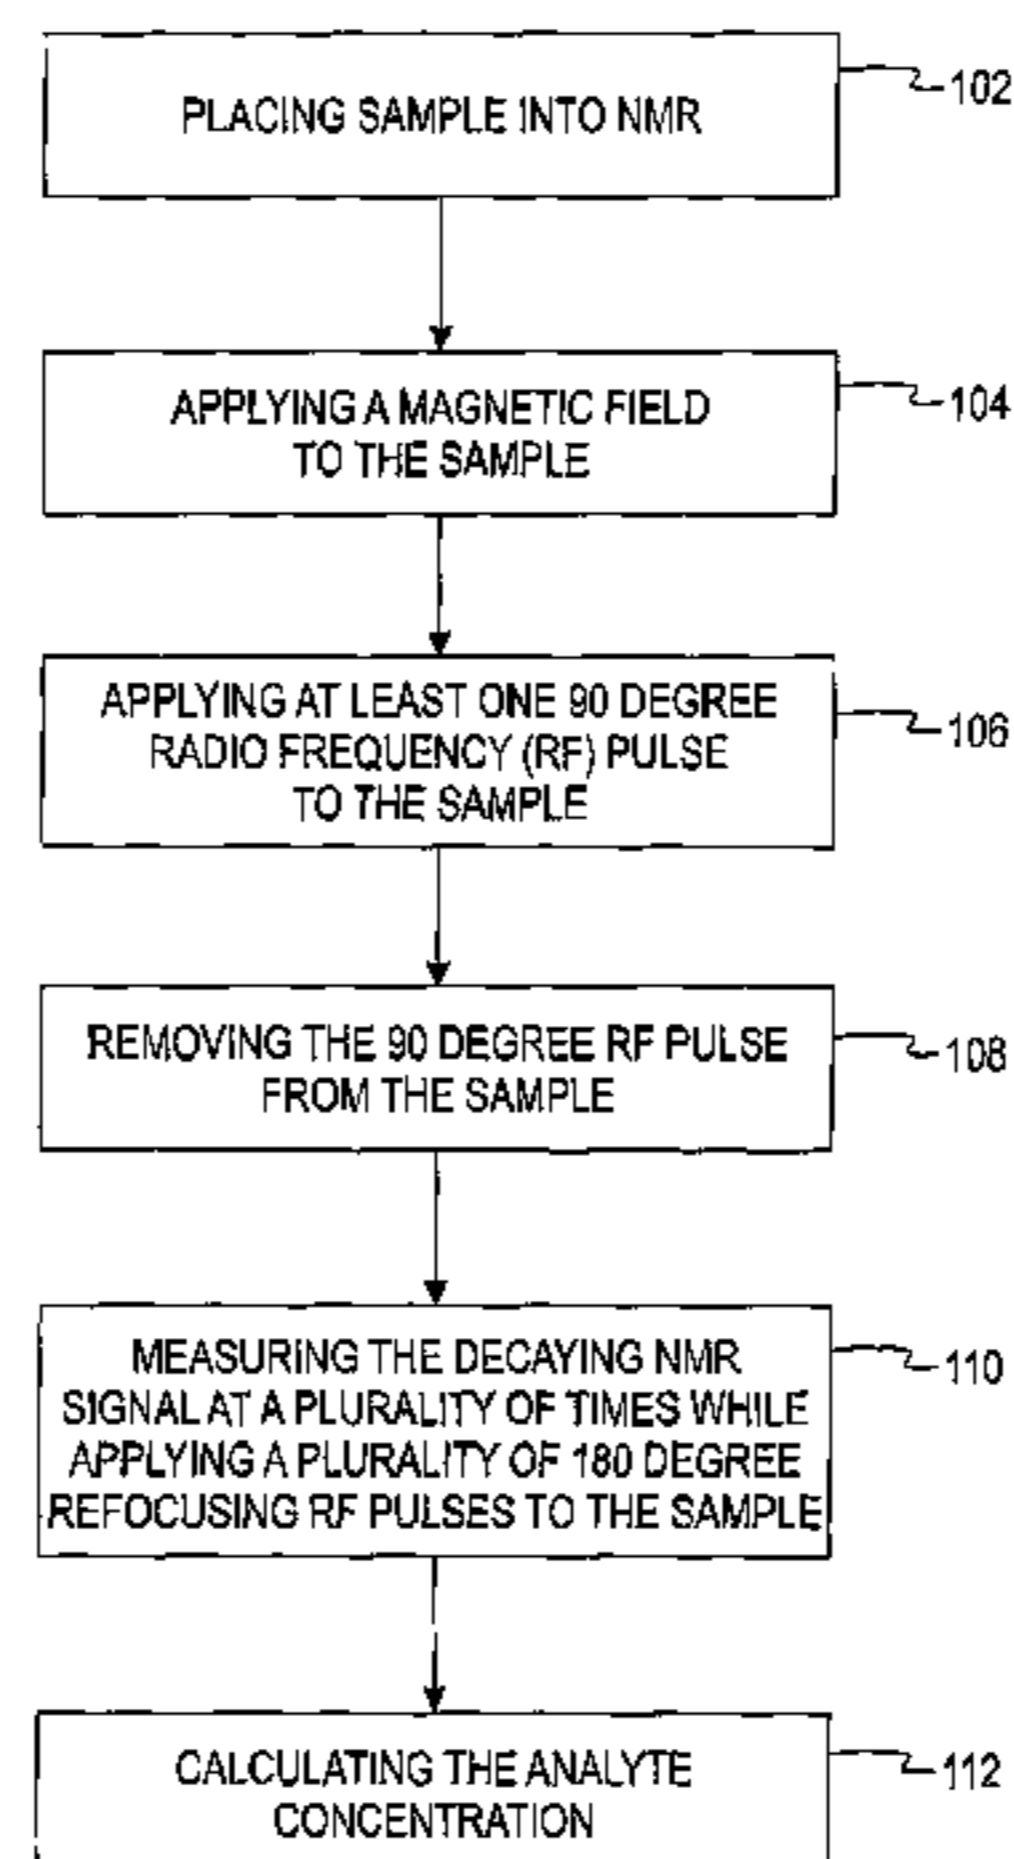 PLACING SAMPLE INTO NMR
102
APPLYING A MAGNETIC FIELD
TO THE SAMPLE
104
APPLYING AT LEAST ONE 90 DEGREE
RADIO FREQUENCY (RF) PULSE
TO THE SAMPLE
106
REMOVING THE 90 DEGREE RF PULSE
FROM THE SAMPLE
108
MEASURING THE DECAYING NMR
SIGNAL AT A PLURALITY OF TIMES WHILE
APPLYING A PLURALITY OF 180 DEGREE
REFOCUSING RF PULSES TO THE SAMPLE
110
CALCULATING THE ANALYTE
CONCENTRATION
112